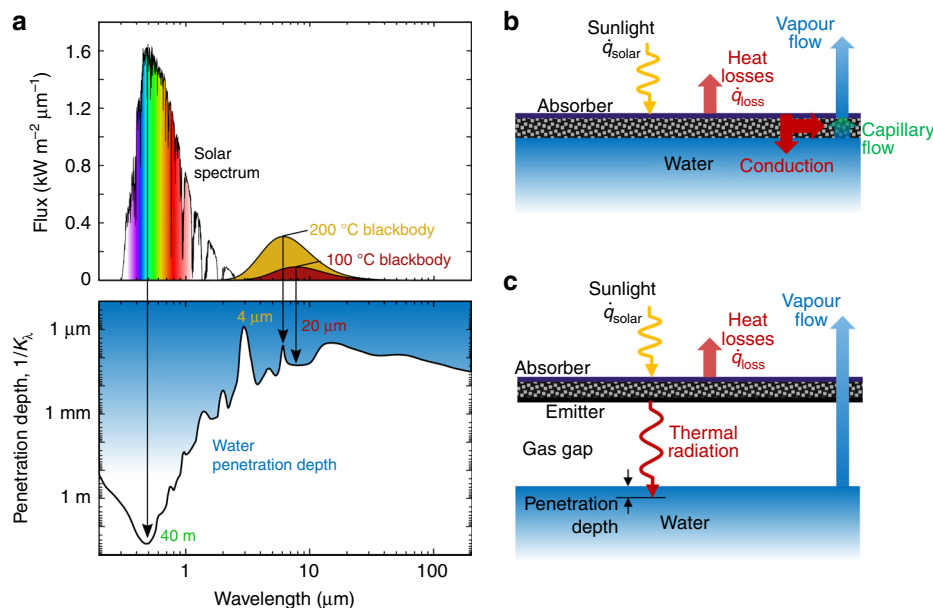 a
Flux (kW m⁻² μm⁻¹)
1.6
1.2
0.8
0.4
0
Solar
spectrum
200 °C blackbody
100 °C blackbody
Penetration depth, 1/Kλ
1 μm
1 mm
1 m
4 μm
20 μm
Water
penetration depth
40 m
1
10
100
Wavelength (μm)
b
Sunlight
q̇solar
Heat
losses
q̇loss
Vapour
flow
Absorber
Capillary
flow
Water
Conduction
c
Sunlight
q̇solar
Heat
losses
q̇loss
Vapour
flow
Absorber
Emitter
Gas gap
Thermal
radiation
Penetration
depth
Water